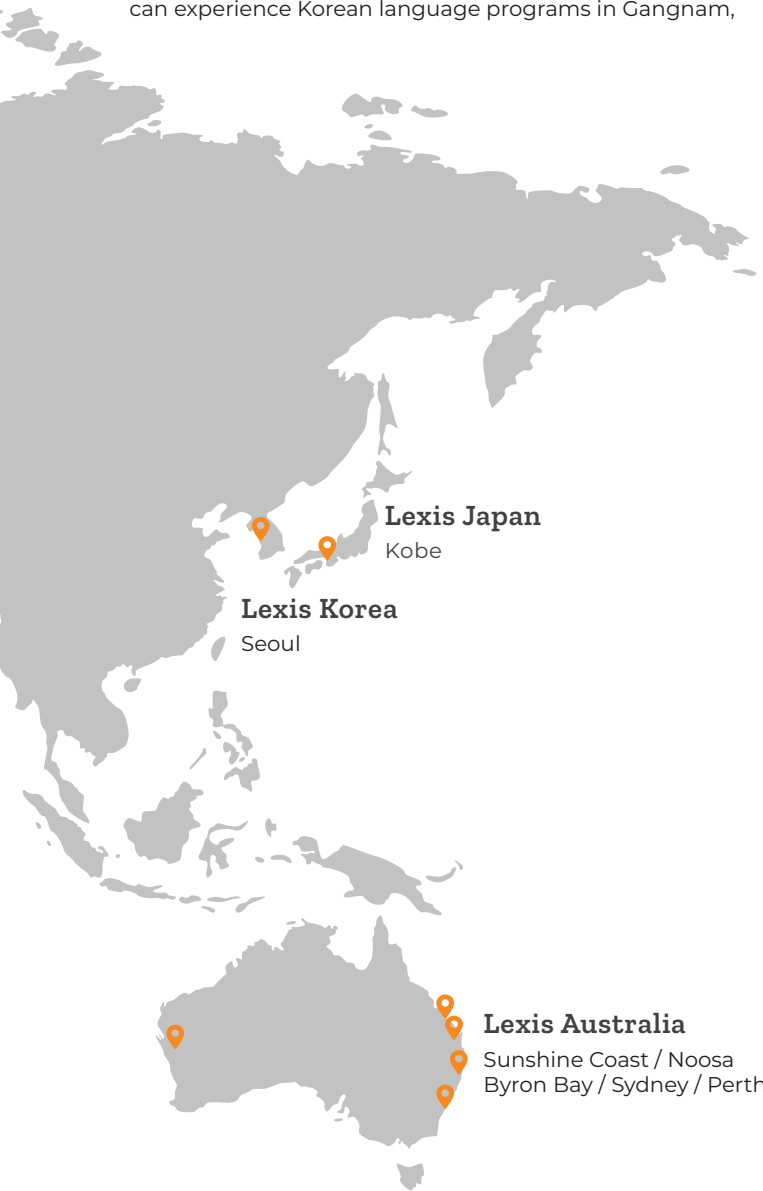 can experience Korean language programs in Gangnam,
Lexis Japan
Kobe
Lexis Korea
Seoul
Lexis Australia
Sunshine Coast / Noosa
Byron Bay / Sydney / Perth